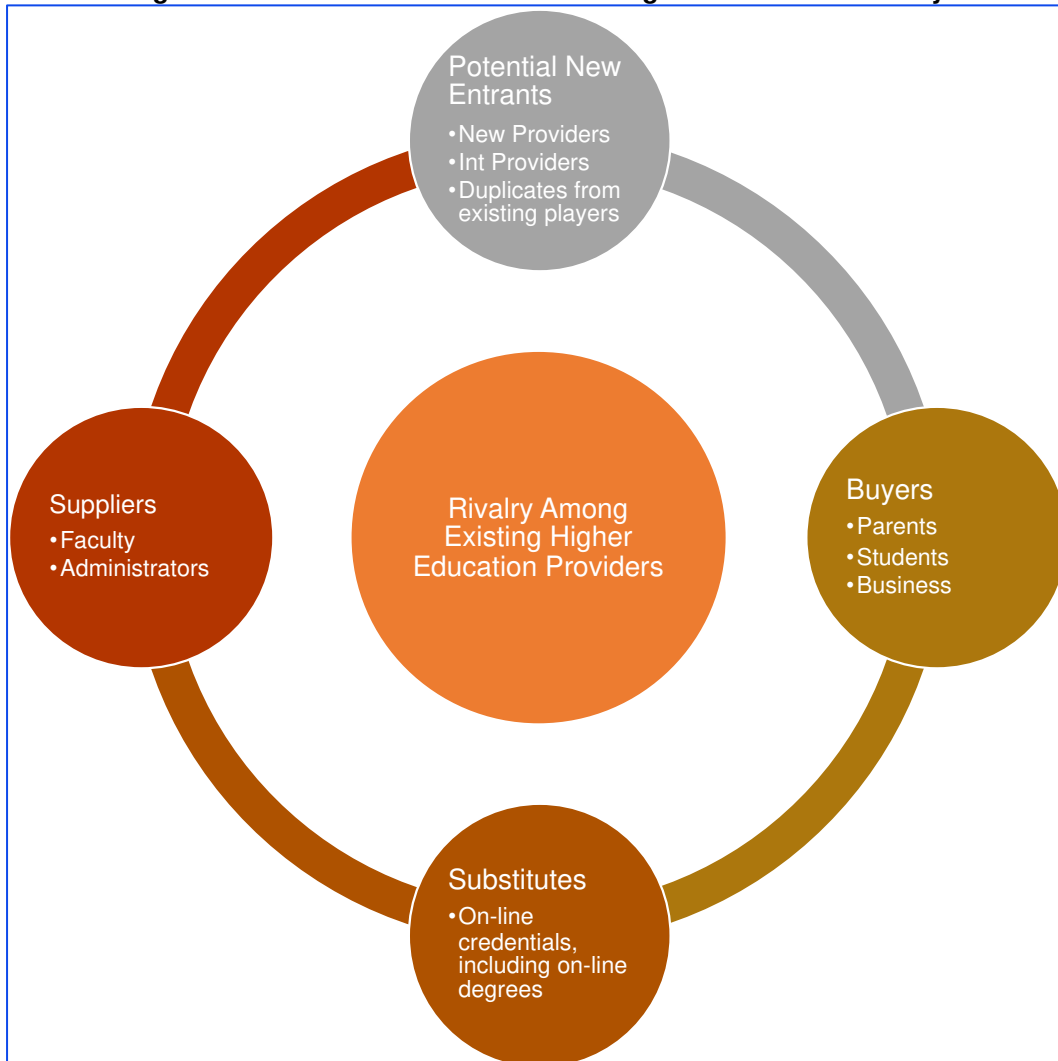 Potential New
Entrants
•New Providers
•Int Providers
•Duplicates from
existing players
Suppliers
•Faculty
•Administrators
Rivalry Among
Existing Higher
Education Providers
Buyers
•Parents
•Students
•Business
Substitutes
•On-line
credentials,
including on-line
degrees